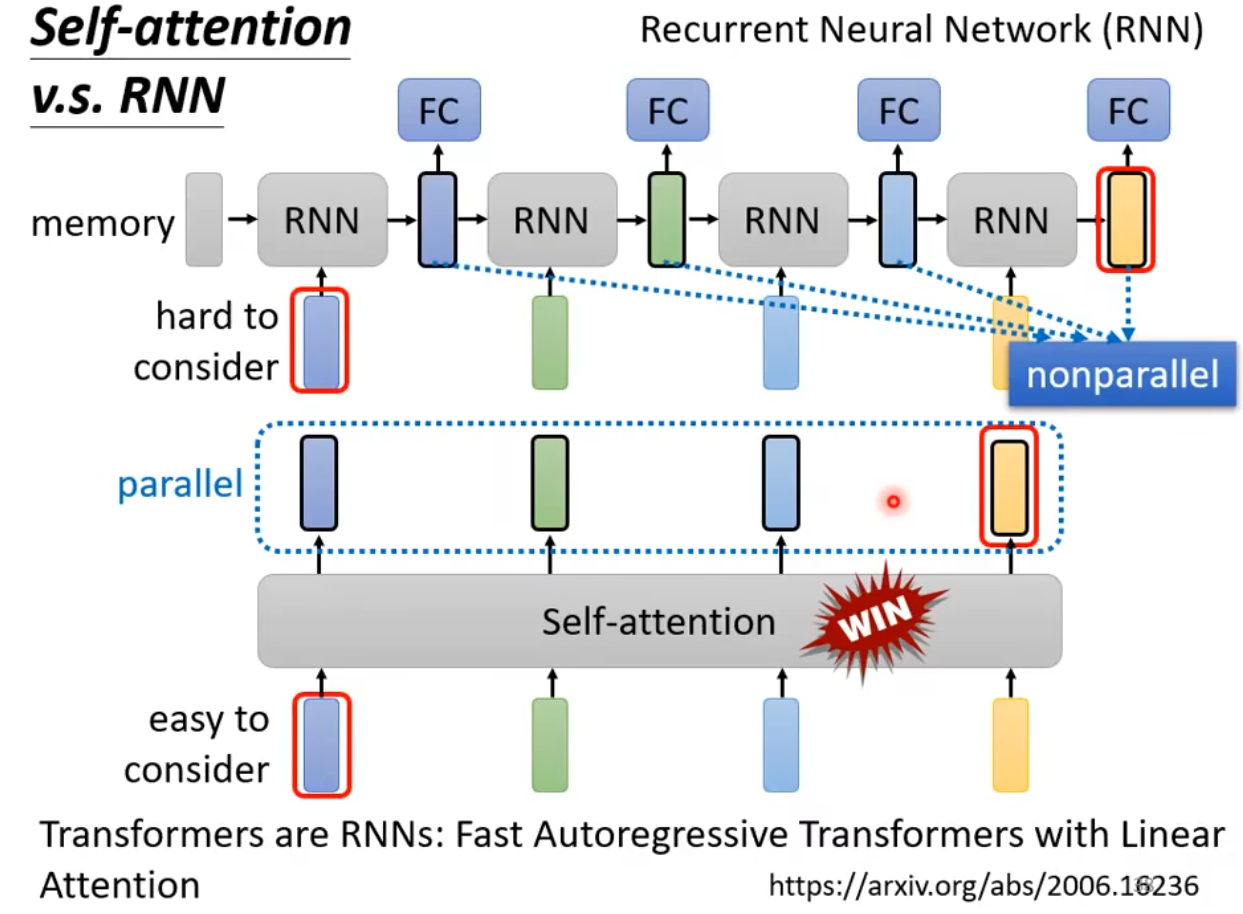 Self-attention
v.s. RNN
Recurrent Neural Network (RNN)
FC FC FC FC
memory RNN RNN RNN RNN
hard to
consider
nonparallel
parallel
Self-attention WIN
easy to
consider
Transformers are RNNs: Fast Autoregressive Transformers with Linear
Attention
https://arxiv.org/abs/2006.16236